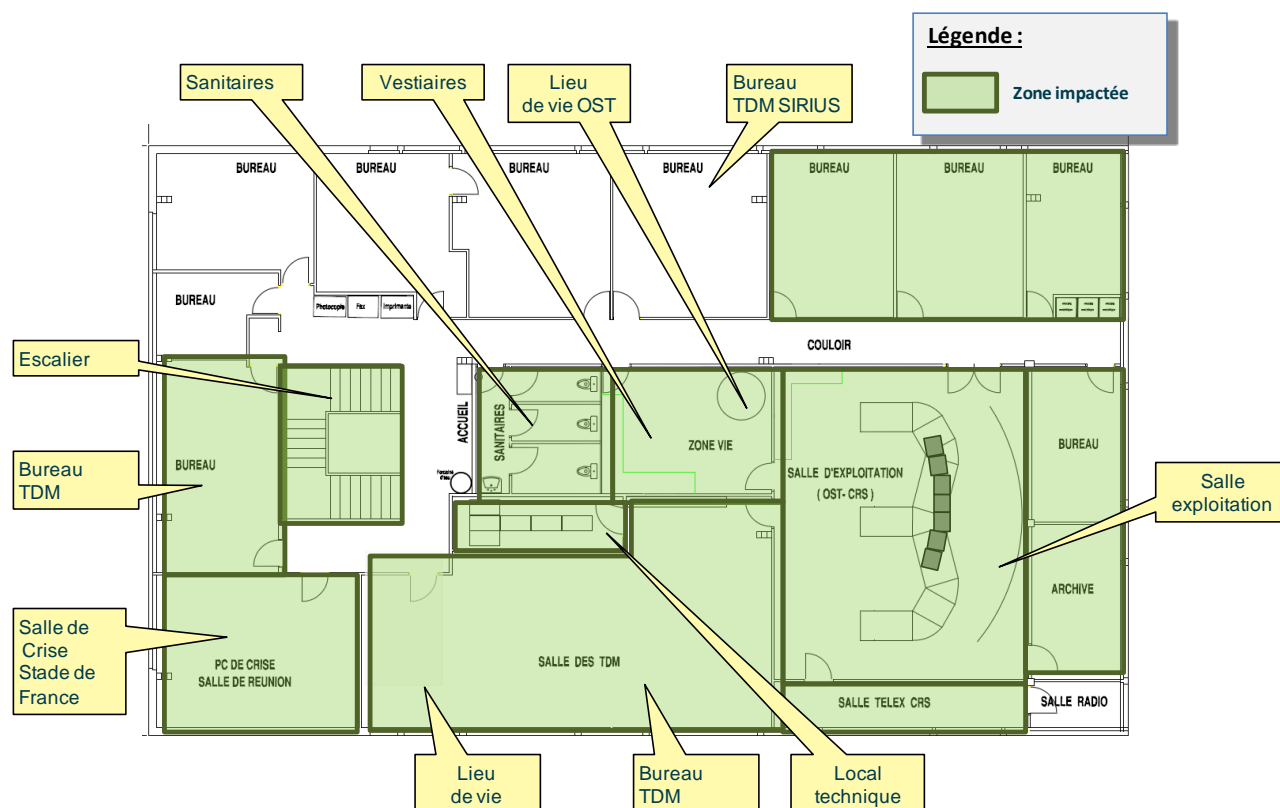 Légende :
Zone impactée
Sanitaires
Vestiaires
Lieu
de vie OST
Bureau
TDM SIRIUS
BUREAU
BUREAU
BUREAU
BUREAU
BUREAU
BUREAU
BUREAU
BUREAU
Photocopie
Fax
Imprimante
COULOIR
Escalier
ACCUEIL
SANITAIRES
ZONE VIE
BUREAU
SALLE D'EXPLOITATION
( OST- CRS )
BUREAU
Bureau
TDM
Salle
exploitation
ARCHIVE
Salle de
Crise
Stade de
France
PC DE CRISE
SALLE DE REUNION
SALLE DES TDM
SALLE TELEX CRS
SALLE RADIO
Lieu
de vie
Bureau
TDM
Local
technique